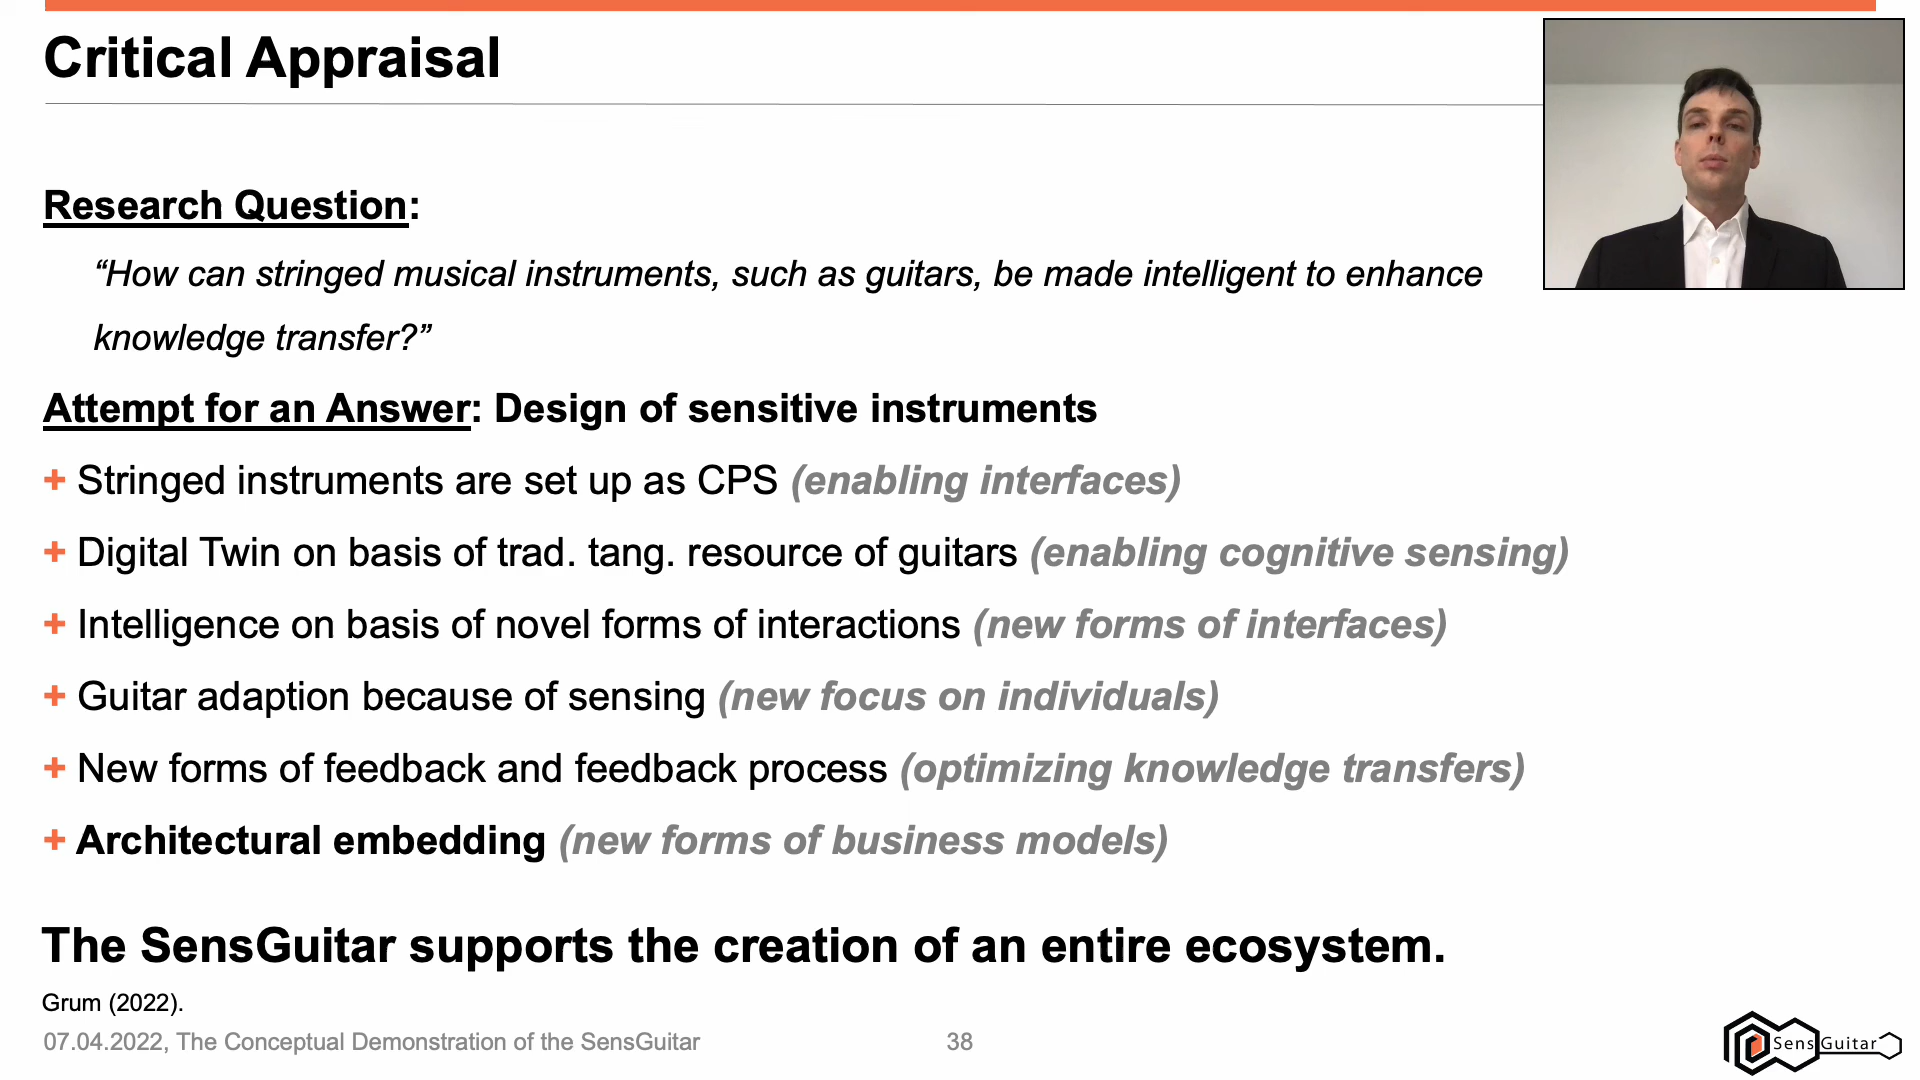 Critical Appraisal
Research Question:
“How can stringed musical instruments, such as guitars, be made intelligent to enhance
knowledge transfer?”
Attempt for an Answer: Design of sensitive instruments
+ Stringed instruments are set up as CPS (enabling interfaces)
+ Digital Twin on basis of trad. tang. resource of guitars (enabling cognitive sensing)
+ Intelligence on basis of novel forms of interactions (new forms of interfaces)
+ Guitar adaption because of sensing (new focus on individuals)
+ New forms of feedback and feedback process (optimizing knowledge transfers)
+ Architectural embedding (new forms of business models)
The SensGuitar supports the creation of an entire ecosystem.
Grum (2022).
07.04.2022, The Conceptual Demonstration of the SensGuitar 38
Sens Guitar